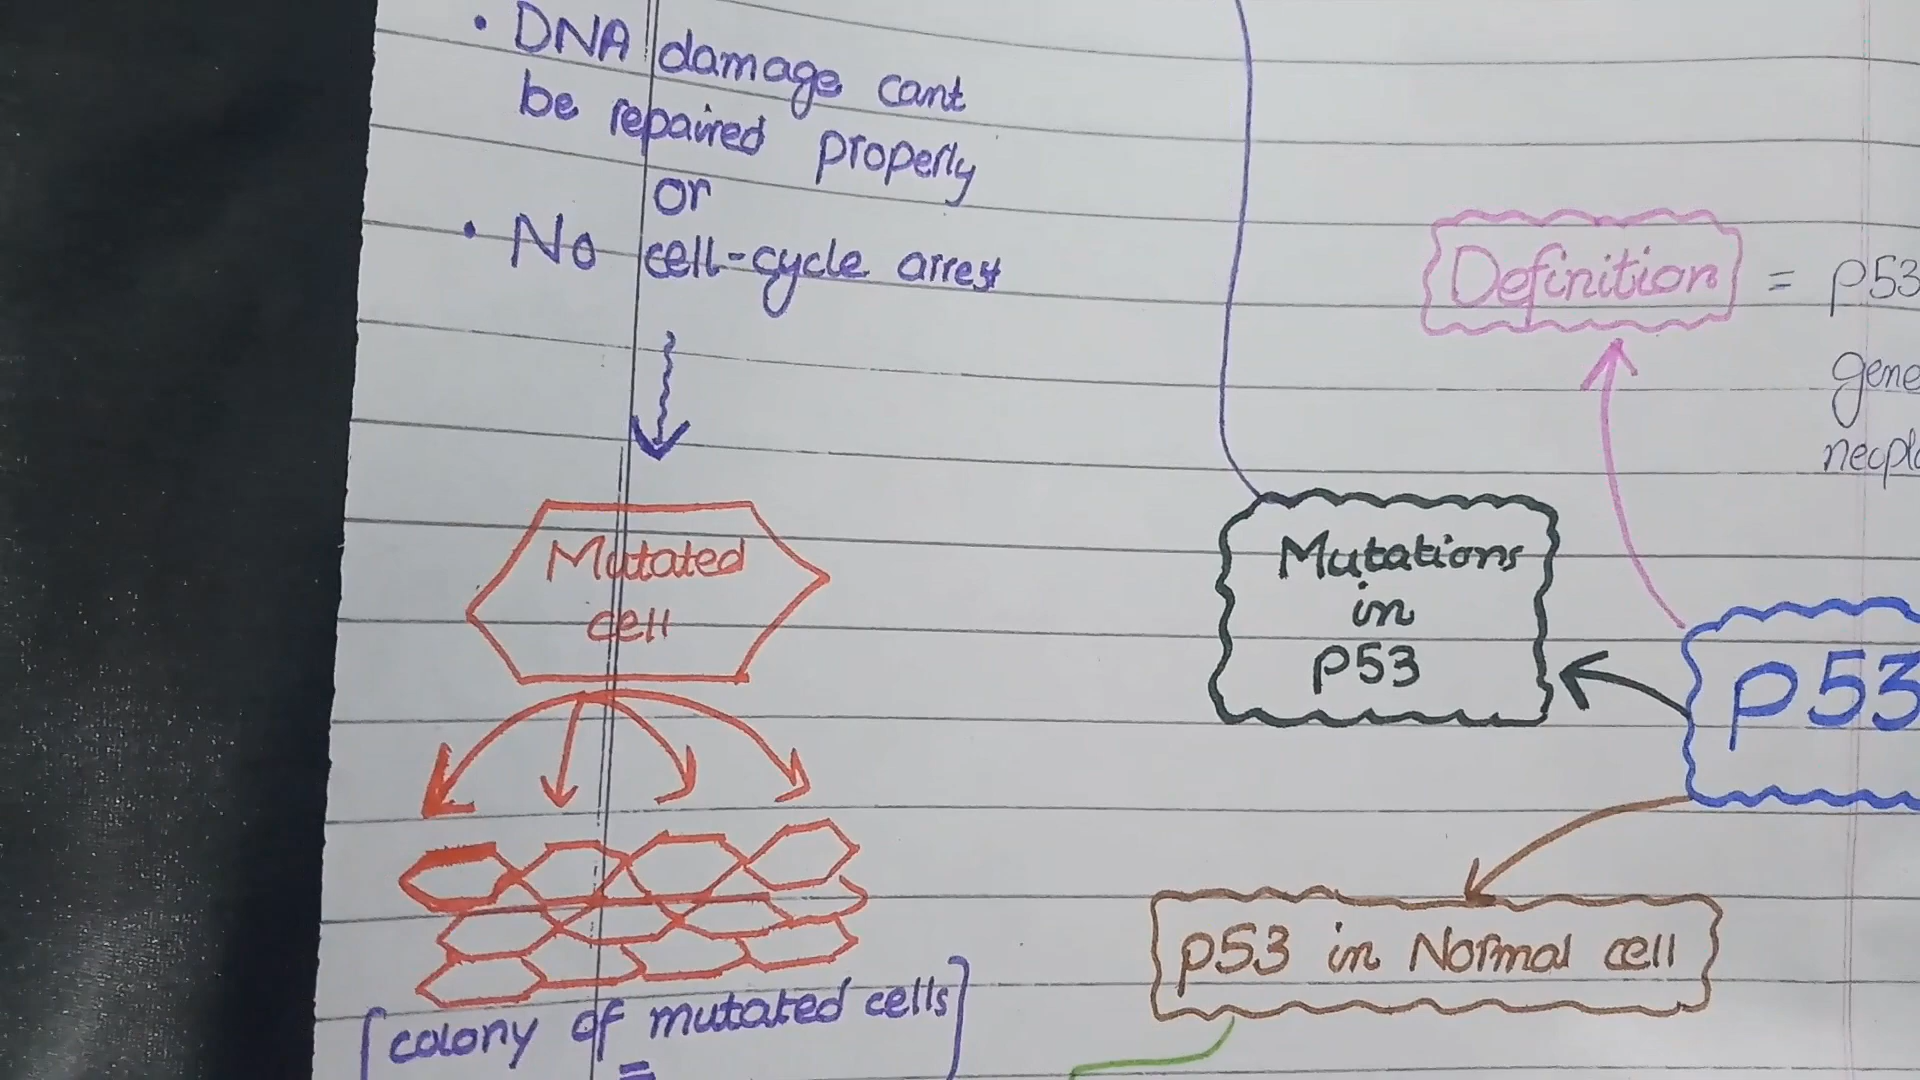 • DNA damage cant
be repaired properly
or
• No cell-cycle arrest
Mutated
cell
[colony of mutated cells]
=
Definition = p53
gene
Mutations
in
p53
p53
p53 in Normal cell